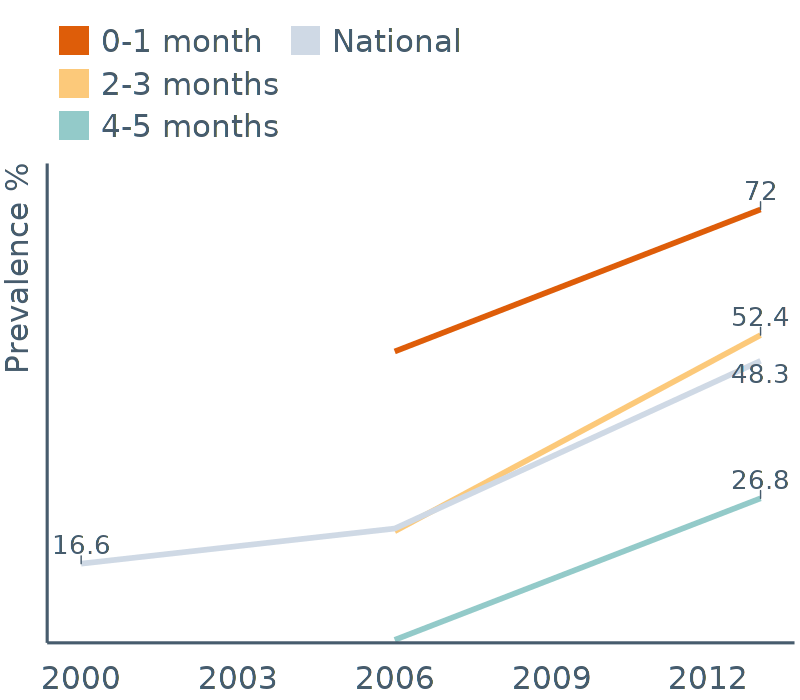 0-1 month
National
2-3 months
4-5 months
Prevalence %
72
52.4
48.3
26.8
16.6
2000 2003 2006 2009 2012